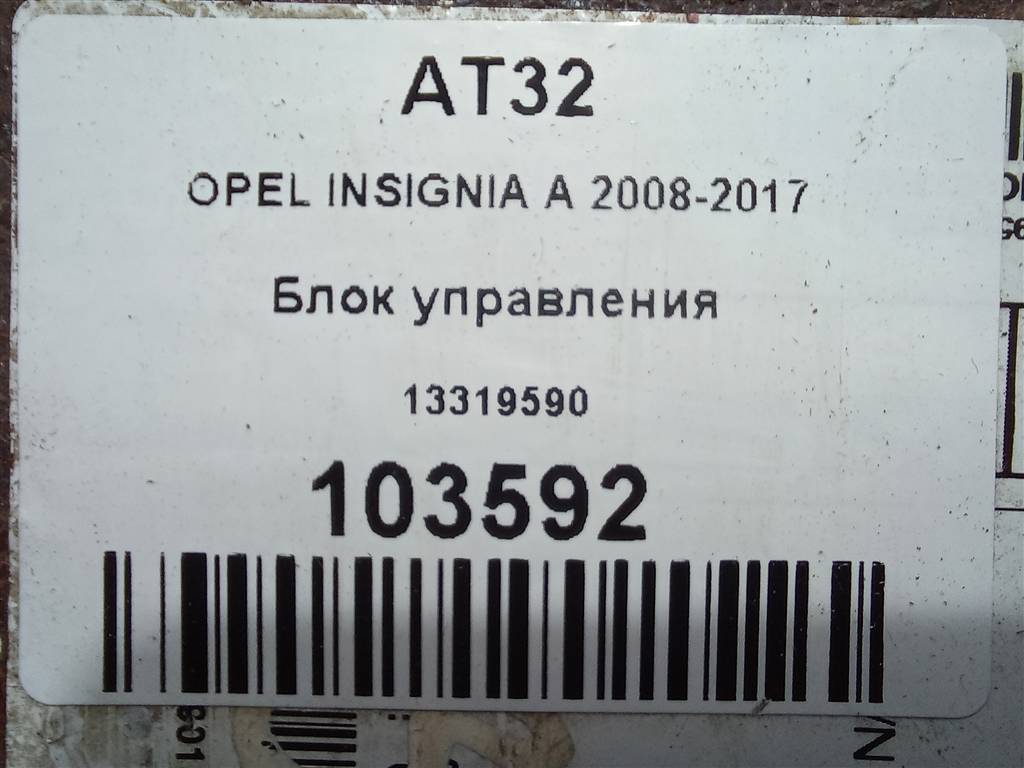 AT32
OPEL INSIGNIA A 2008-2017
Блок управления
13319590
103592